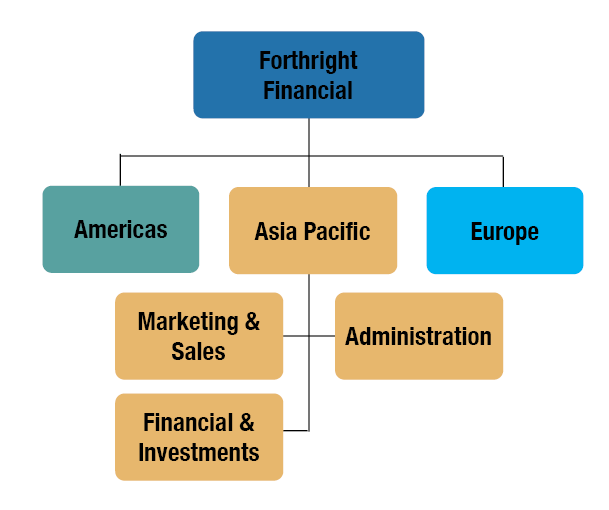 Forthright
Financial
Americas
Asia Pacific
Europe
Marketing &
Sales
Administration
Financial &
Investments